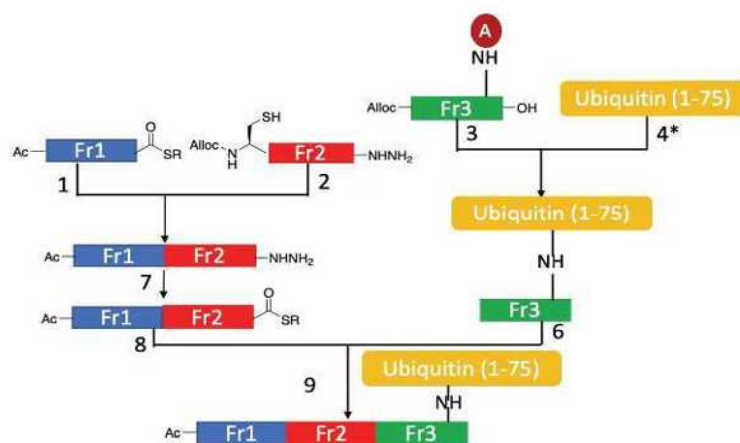 A
NH
Alloc
Fr3
OH
3
Ubiquitin (1-75)
4*
Ac
Fr1
O
SR
1
SH
Alloc
N
H
Fr2
NHNH₂
2
Ubiquitin (1-75)
NH
Fr3
6
Ac
Fr1 Fr2
NHNH₂
7
Ac
Fr1 Fr2
O
SR
8
9
Ubiquitin (1-75)
NH
Ac
Fr1 Fr2 Fr3